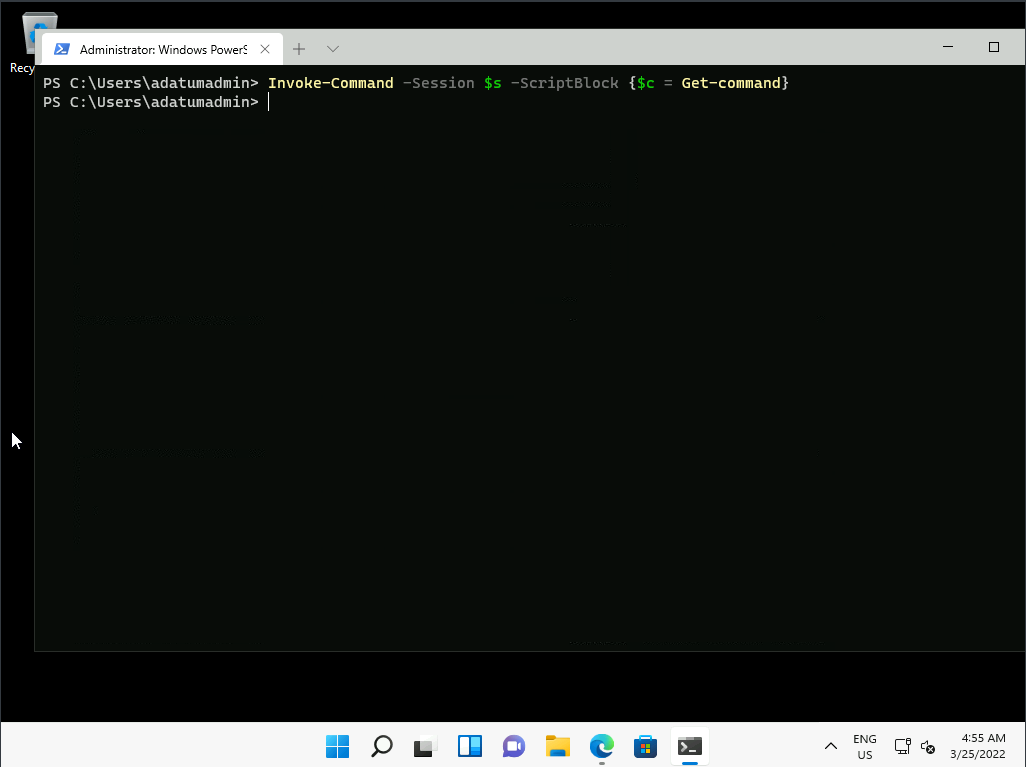 Recy
Administrator: Windows PowerS
PS C:\Users\adatumadmin> Invoke-Command -Session $s -ScriptBlock {$c = Get-command}
PS C:\Users\adatumadmin>
ENG
US
4:55 AM
3/25/2022